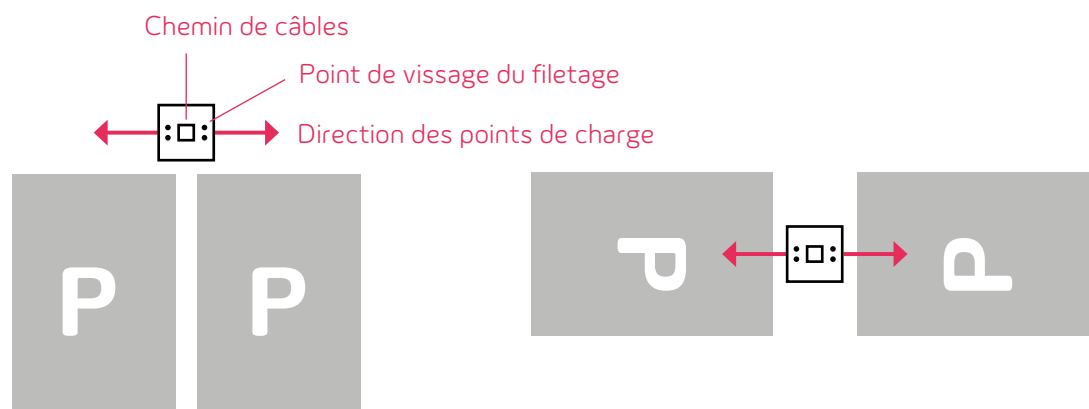 Chemin de câbles
Point de vissage du filetage
Direction des points de charge
P P
P P